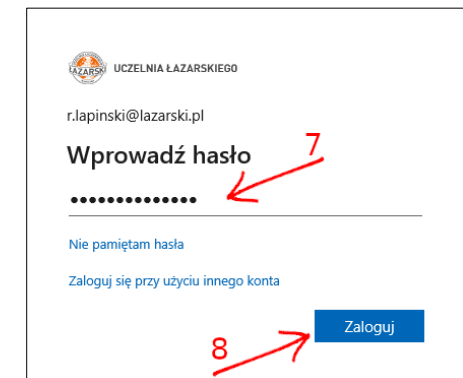 ŁAZARSKI
UCZELNIA ŁAZARSKIEGO
r.lapinski@lazarski.pl
Wprowadź hasło
7
••••••••••••••
Nie pamiętam hasła
Zaloguj się przy użyciu innego konta
Zaloguj
8